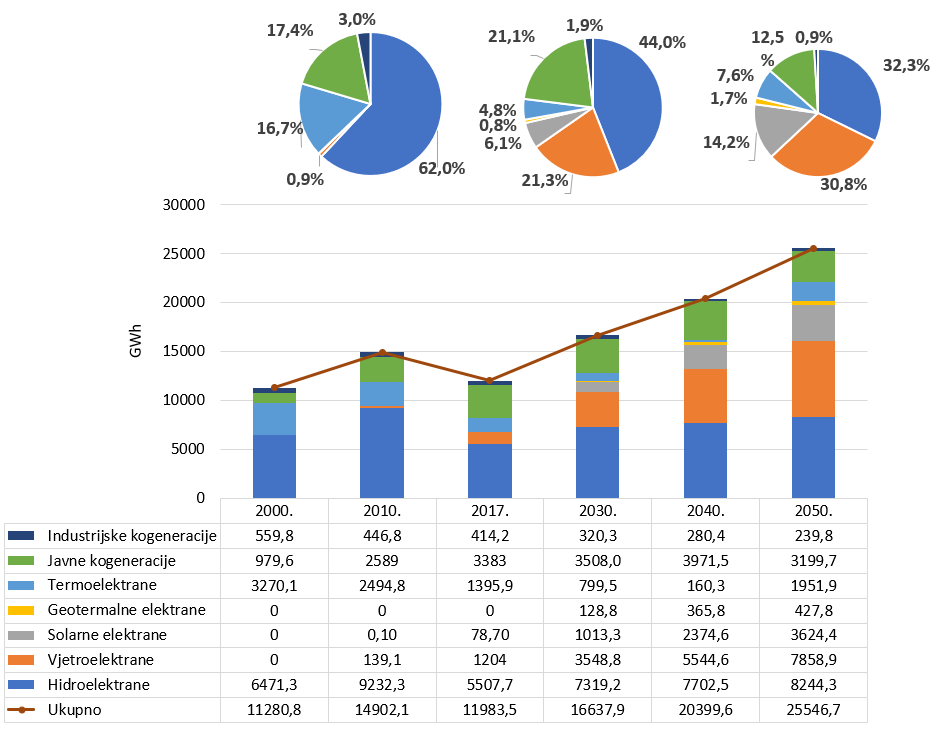 3,0%
17,4%
16,7%
0,9%
62,0%
1,9%
21,1%
44,0%
4,8%
0,8%
6,1%
21,3%
12,5
%
0,9%
32,3%
7,6%
1,7%
14,2%
30,8%
30000
25000
20000
15000
10000
5000
0
GWh
2000. 2010. 2017. 2030. 2040. 2050.
Industrijske kogeneracije 559,8 446,8 414,2 320,3 280,4 239,8
Javne kogeneracije 979,6 2589 3383 3508,0 3971,5 3199,7
Termoelektrane 3270,1 2494,8 1395,9 799,5 160,3 1951,9
Geotermalne elektrane 0 0 0 128,8 365,8 427,8
Solarne elektrane 0 0,10 78,70 1013,3 2374,6 3624,4
Vjetroelektrane 0 139,1 1204 3548,8 5544,6 7858,9
Hidroelektrane 6471,3 9232,3 5507,7 7319,2 7702,5 8244,3
Ukupno 11280,8 14902,1 11983,5 16637,9 20399,6 25546,7